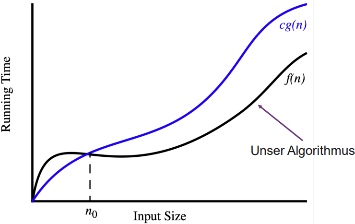 cg(n)
f(n)
Running Time
Unser Algorithmus
n₀
Input Size